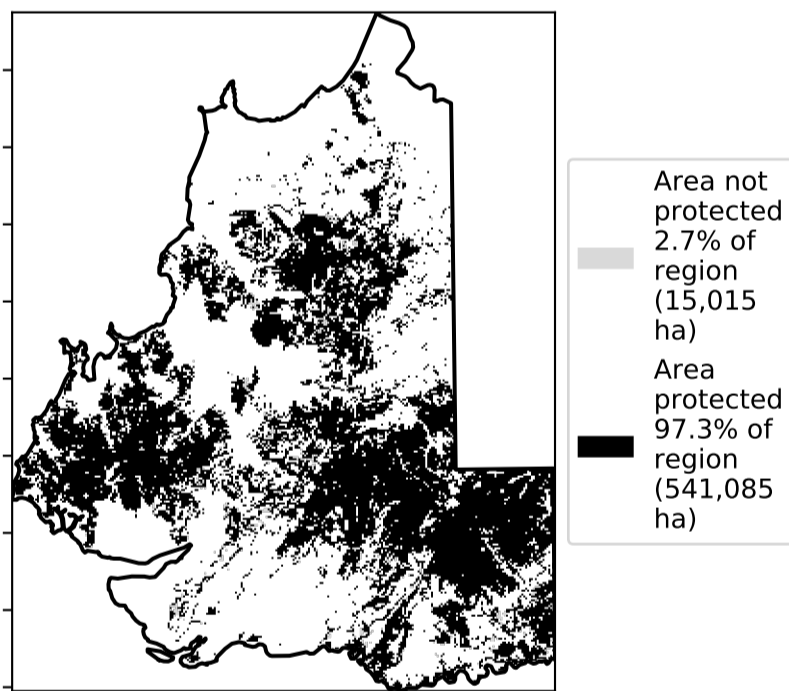 Area not
protected
2.7% of
region
(15,015
ha)
Area
protected
97.3% of
region
(541,085
ha)